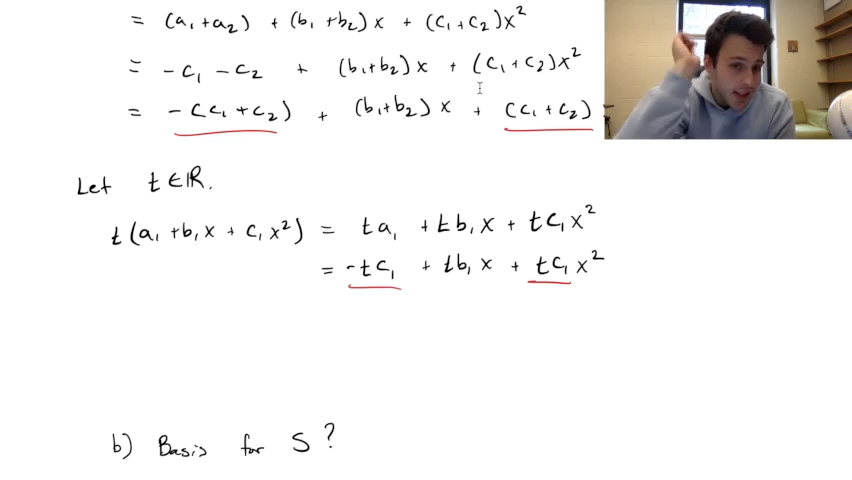 = (a₁+a₂) + (b₁+b₂)x + (c₁+c₂)x²
= -c₁ - c₂ + (b₁+b₂)x + (c₁+c₂)x²
= -(c₁+c₂) + (b₁+b₂)x + (c₁+c₂)
Let t∈ℝ.
t(a₁+b₁x + c₁x²) = ta₁ + tb₁x + tc₁x²
= -tc₁ + tb₁x + tc₁x²
b) Basis for S?